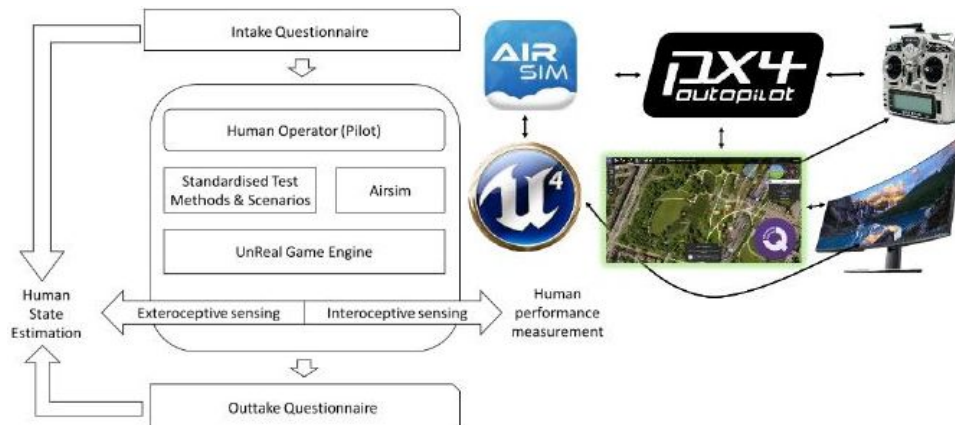 Intake Questionnaire
Human Operator (Pilot)
Standardised Test
Methods & Scenarios
Airsim
UnReal Game Engine
Human
State
Estimation
Exteroceptive sensing
Interoceptive sensing
Human
performance
measurement
Outtake Questionnaire
AIR
SIM
px4
autopilot
U
4
Q